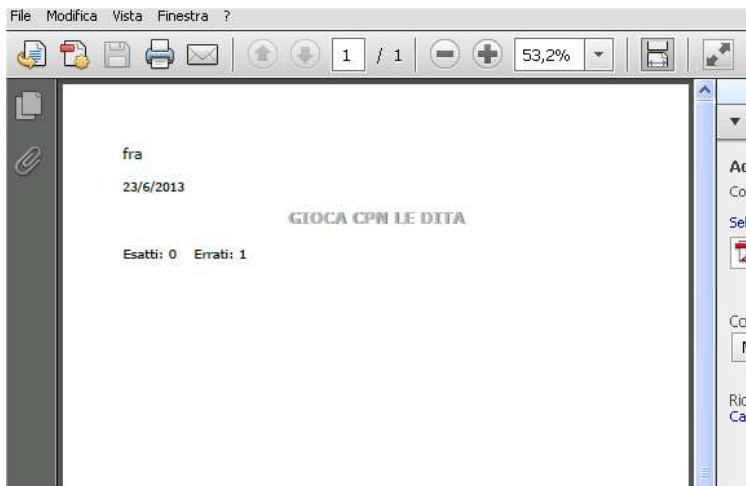 File Modifica Vista Finestra ?
1 / 1 53,2%
fra
23/6/2013
GIOCA CPN LE DITA
Esatti: 0 Errati: 1